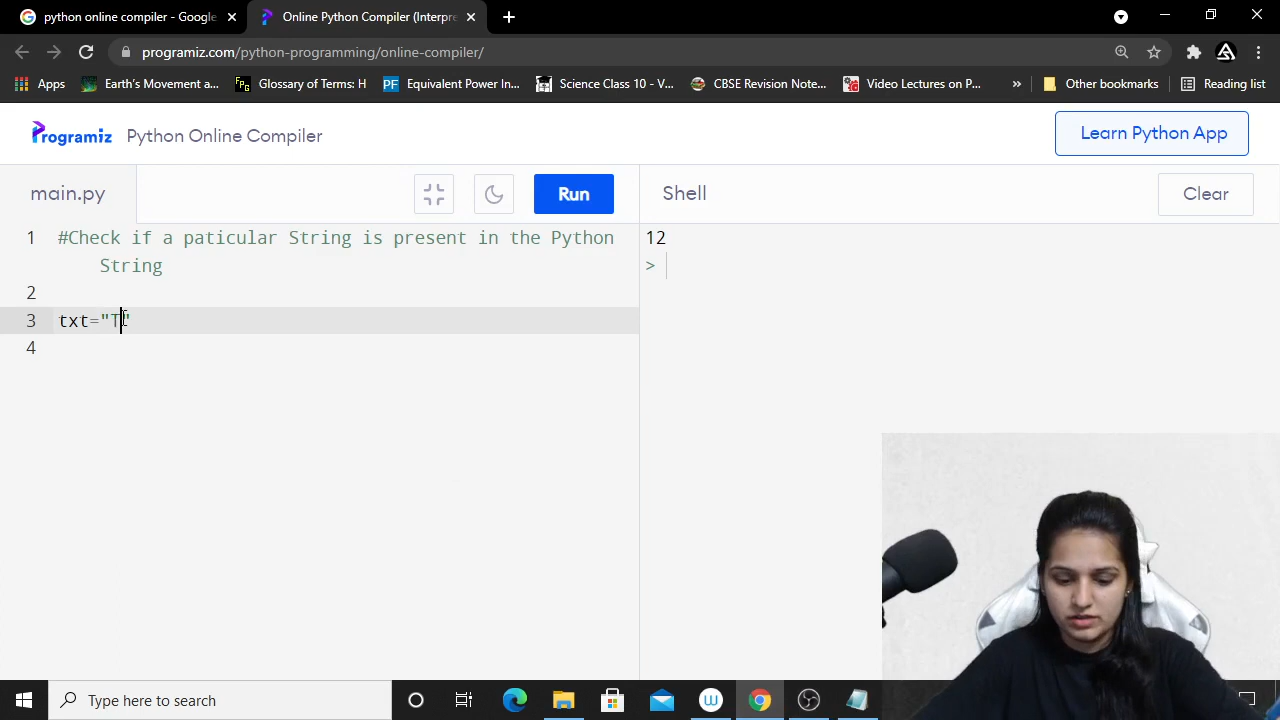 python online compiler - Google
Online Python Compiler (Interpre
programiz.com/python-programming/online-compiler/
Apps
Earth's Movement a...
FPg
Glossary of Terms: H
PF
Equivalent Power In...
Science Class 10 - V...
CBSE Revision Note...
Video Lectures on P...
»
Other bookmarks
Reading list
Programiz
Python Online Compiler
Learn Python App
main.py
Run
Shell
Clear
1 #Check if a paticular String is present in the Python
String
2
3 txt="T"
4
12
>
Type here to search